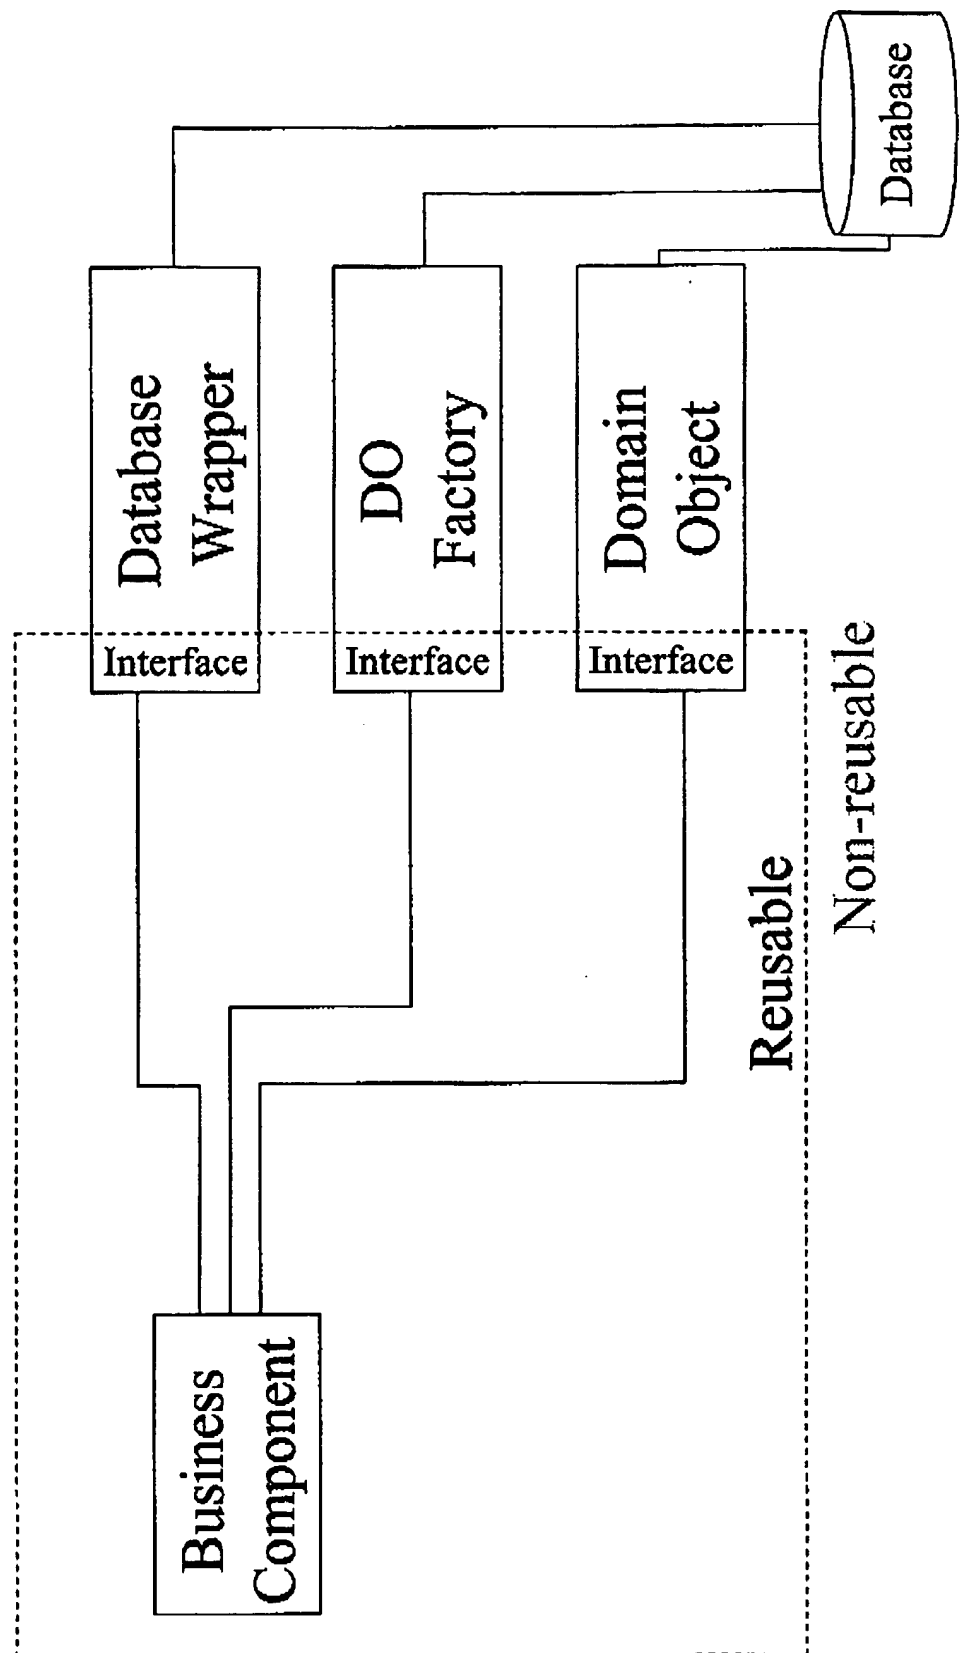 Database
Database
Wrapper
Interface
DO
Factory
Interface
Domain
Object
Interface
Business
Component
Reusable
Non-reusable